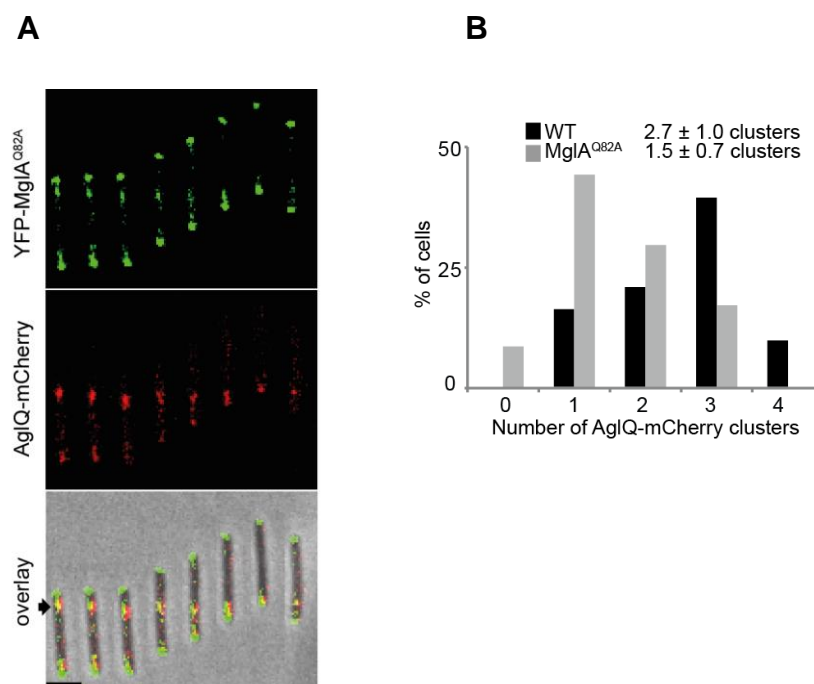 A
YFP-MglA^Q82A
AglQ-mCherry
overlay
B
WT 2.7 ± 1.0 clusters
MglA^Q82A 1.5 ± 0.7 clusters
50
25
0
% of cells
0 1 2 3 4
Number of AglQ-mCherry clusters